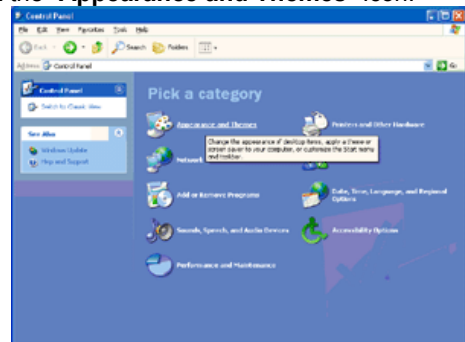 the "Appearance and Themes" icon.
Control Panel
File Edit View Favorites Tools Help
Back Search Folders
Address Control Panel Go
Control Panel
Switch to Classic View
See Also
Windows Update
Help and Support
Pick a category
Appearance and Themes
Printers and Other Hardware
Change the appearance of desktop items, apply a theme or screen saver to your computer, or customize the Start menu and taskbar.
Network
Add or Remove Programs
Date, Time, Language, and Regional Options
Sounds, Speech, and Audio Devices
Accessibility Options
Performance and Maintenance